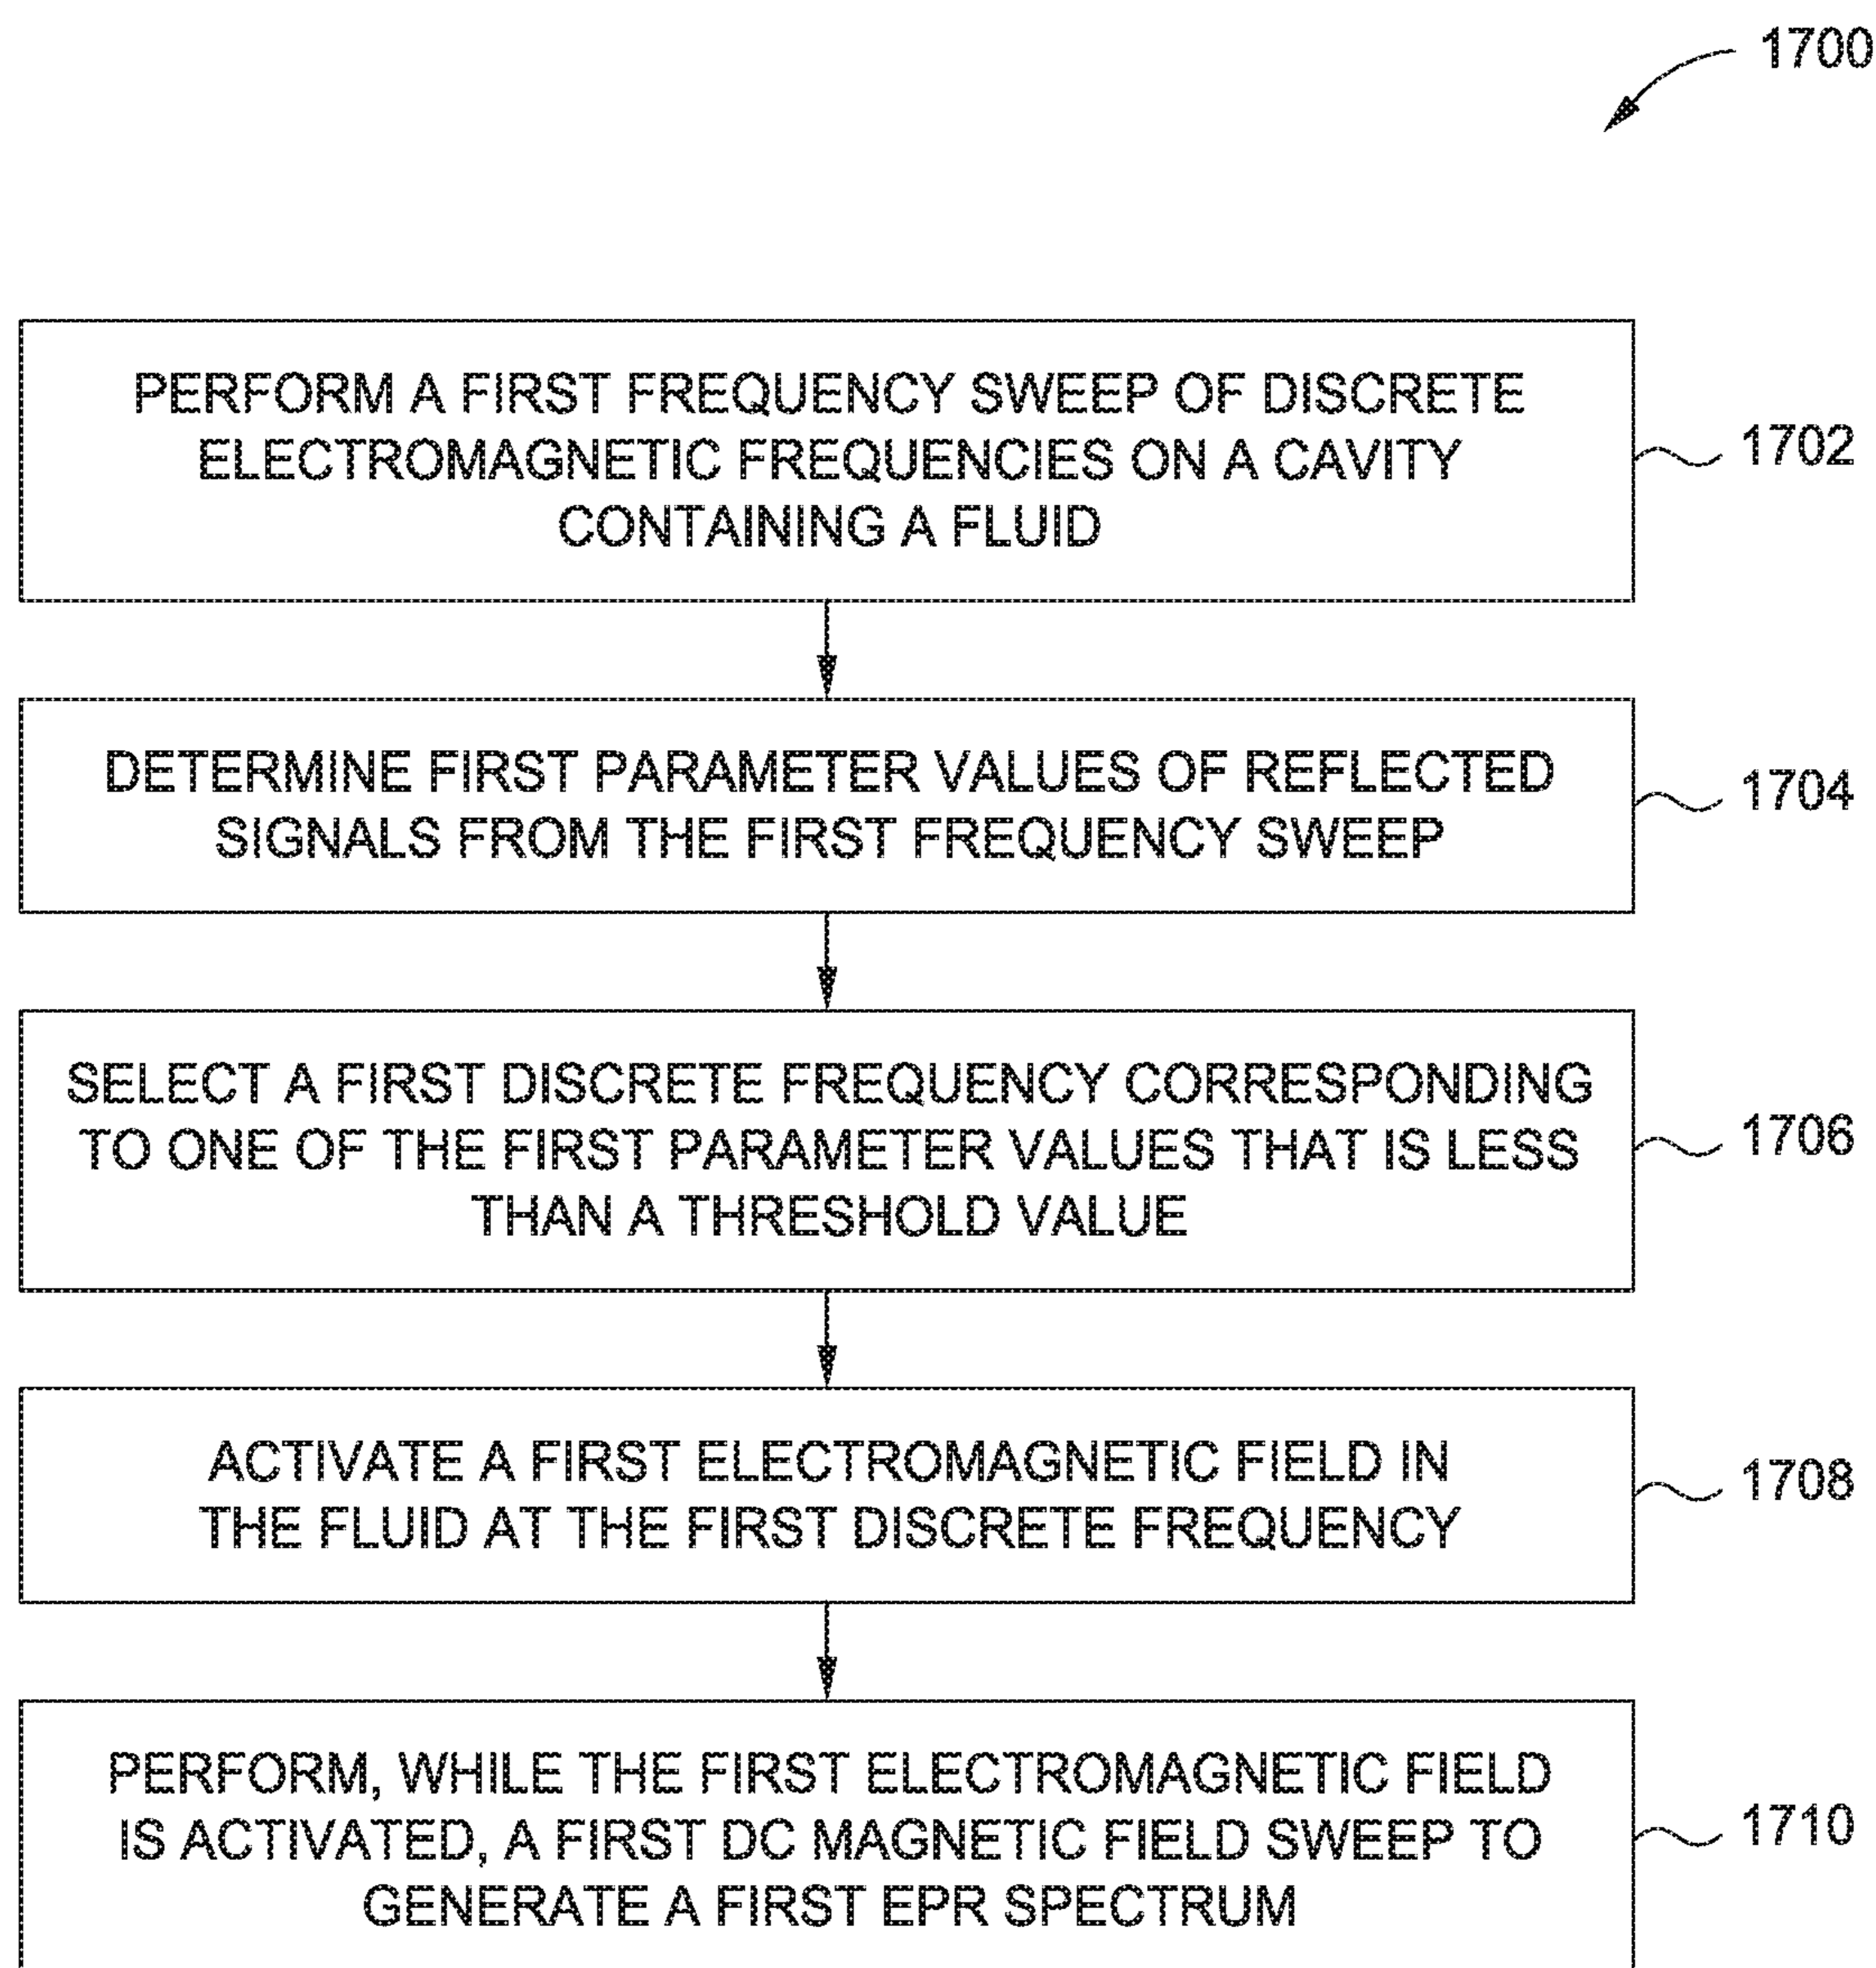 1700
PERFORM A FIRST FREQUENCY SWEEP OF DISCRETE
ELECTROMAGNETIC FREQUENCIES ON A CAVITY
CONTAINING A FLUID
1702
DETERMINE FIRST PARAMETER VALUES OF REFLECTED
SIGNALS FROM THE FIRST FREQUENCY SWEEP
1704
SELECT A FIRST DISCRETE FREQUENCY CORRESPONDING
TO ONE OF THE FIRST PARAMETER VALUES THAT IS LESS
THAN A THRESHOLD VALUE
1706
ACTIVATE A FIRST ELECTROMAGNETIC FIELD IN
THE FLUID AT THE FIRST DISCRETE FREQUENCY
1708
PERFORM, WHILE THE FIRST ELECTROMAGNETIC FIELD
IS ACTIVATED, A FIRST DC MAGNETIC FIELD SWEEP TO
GENERATE A FIRST EPR SPECTRUM
1710